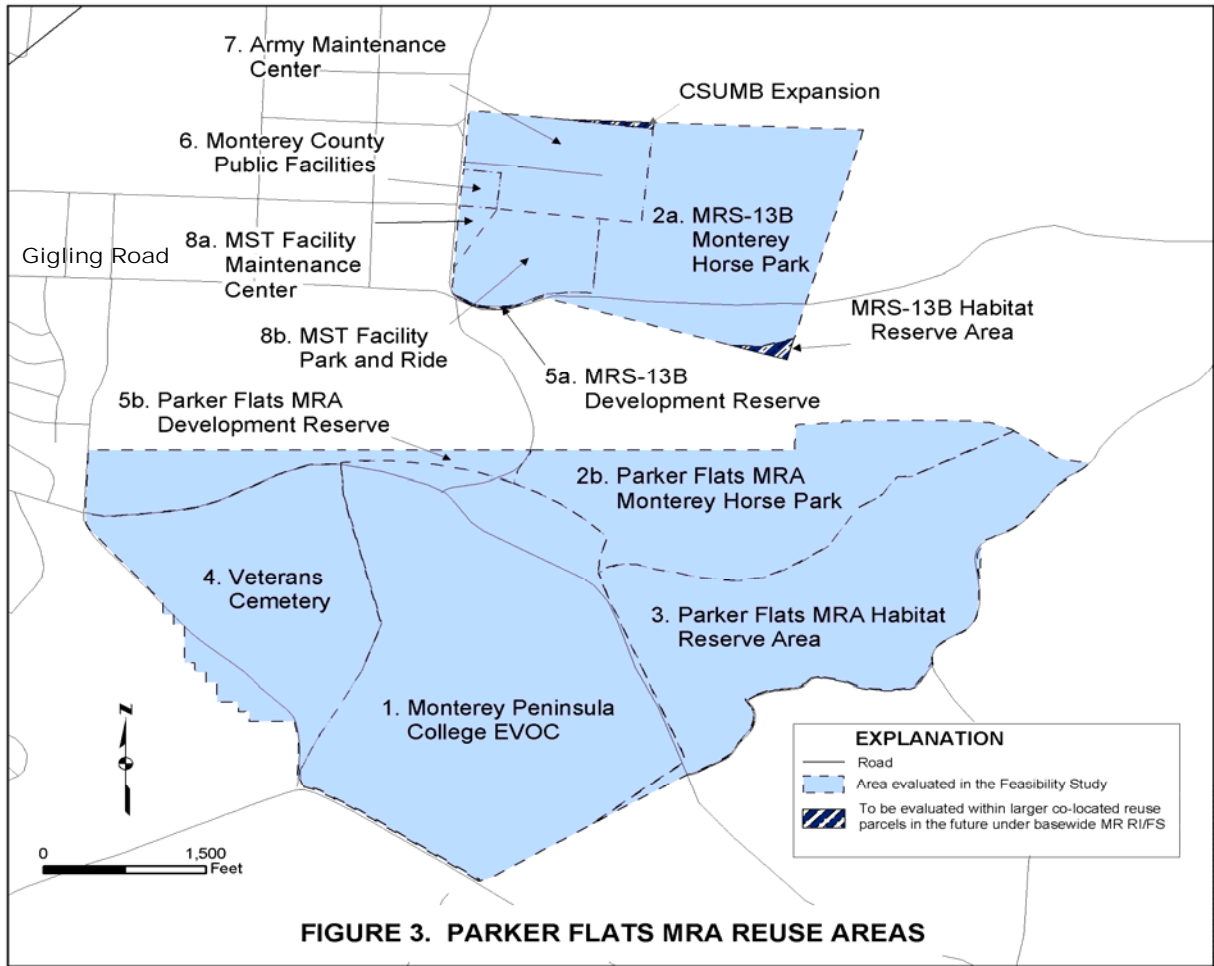 7. Army Maintenance
Center
CSUMB Expansion
6. Monterey County
Public Facilities
2a. MRS-13B
Monterey
Horse Park
8a. MST Facility
Maintenance
Center
Gigling Road
MRS-13B Habitat
Reserve Area
8b. MST Facility
Park and Ride
5a. MRS-13B
Development Reserve
5b. Parker Flats MRA
Development Reserve
2b. Parker Flats MRA
Monterey Horse Park
4. Veterans
Cemetery
3. Parker Flats MRA Habitat
Reserve Area
1. Monterey Peninsula
College EVOC
N
0 1,500
Feet
EXPLANATION
Road
Area evaluated in the Feasibility Study
To be evaluated within larger co-located reuse
parcels in the future under basewide MR RI/FS
FIGURE 3. PARKER FLATS MRA REUSE AREAS